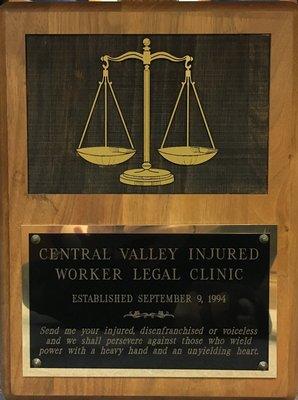 CENTRAL VALLEY INJURED
WORKER LEGAL CLINIC
ESTABLISHED SEPTEMBER 9, 1994
Send me your injured, disenfranchised or voiceless
and we shall persevere against those who wield
power with a heavy hand and an unyielding heart.